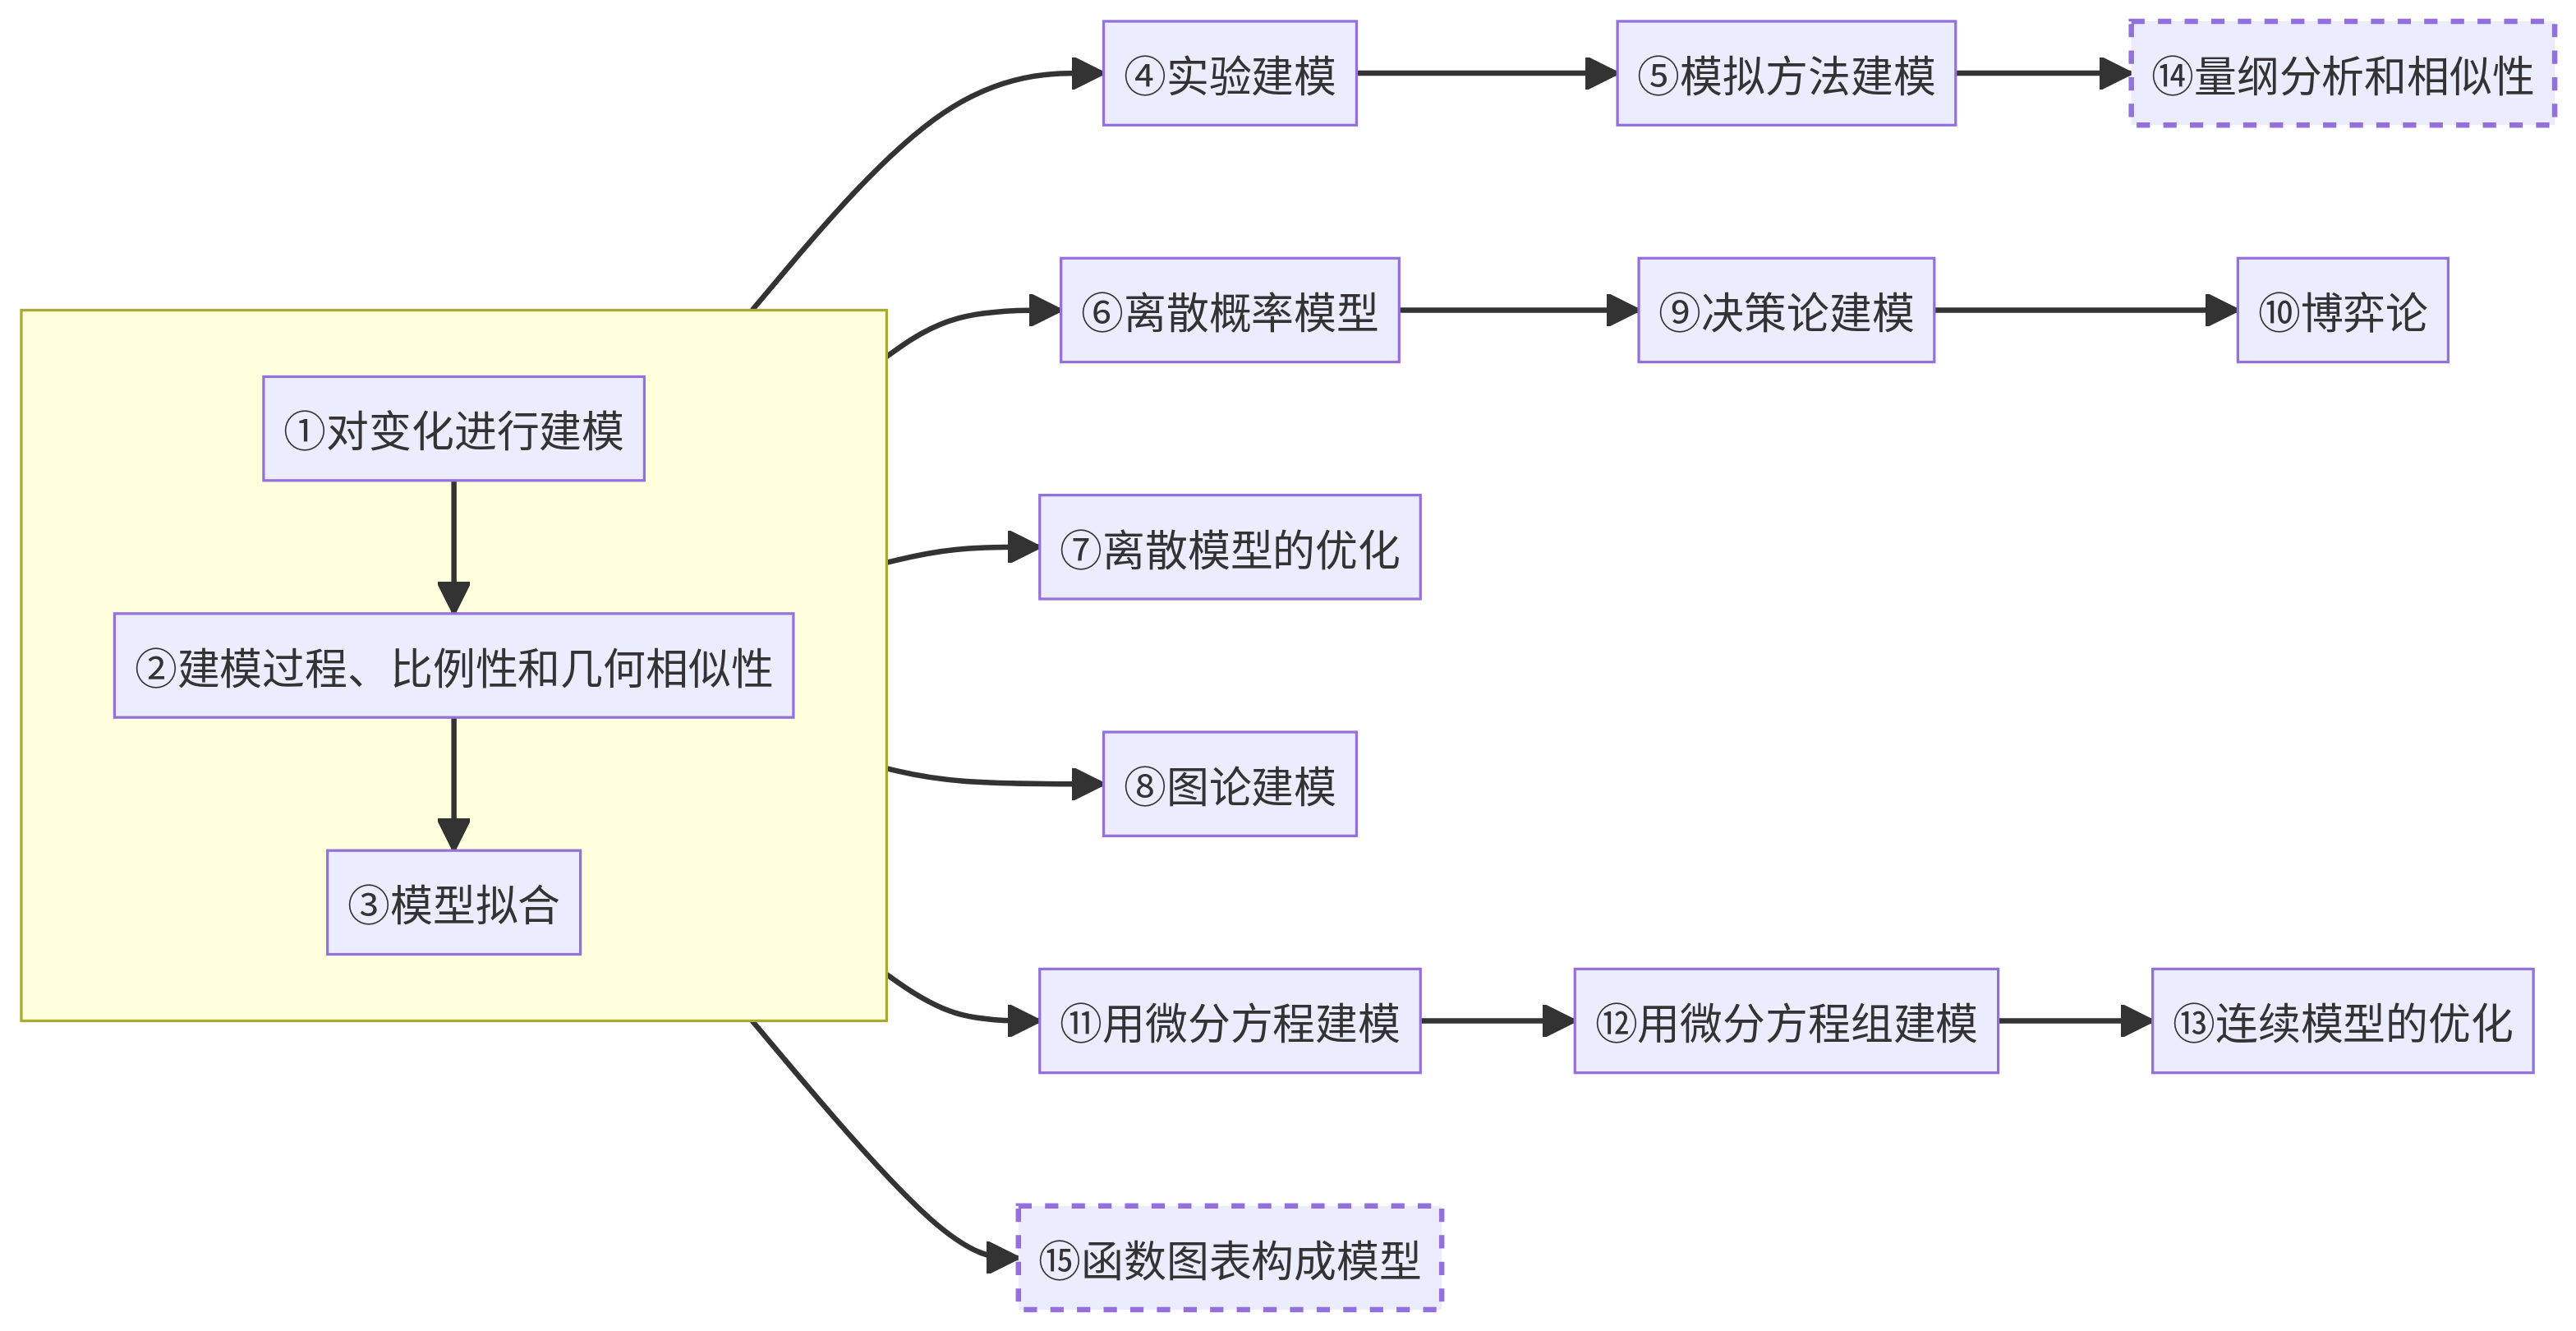 ①对变化进行建模
②建模过程、比例性和几何相似性
③模型拟合
④实验建模
⑤模拟方法建模
⑭量纲分析和相似性
⑥离散概率模型
⑨决策论建模
⑩博弈论
⑦离散模型的优化
⑧图论建模
⑪用微分方程建模
⑫用微分方程组建模
⑬连续模型的优化
⑮函数图表构成模型